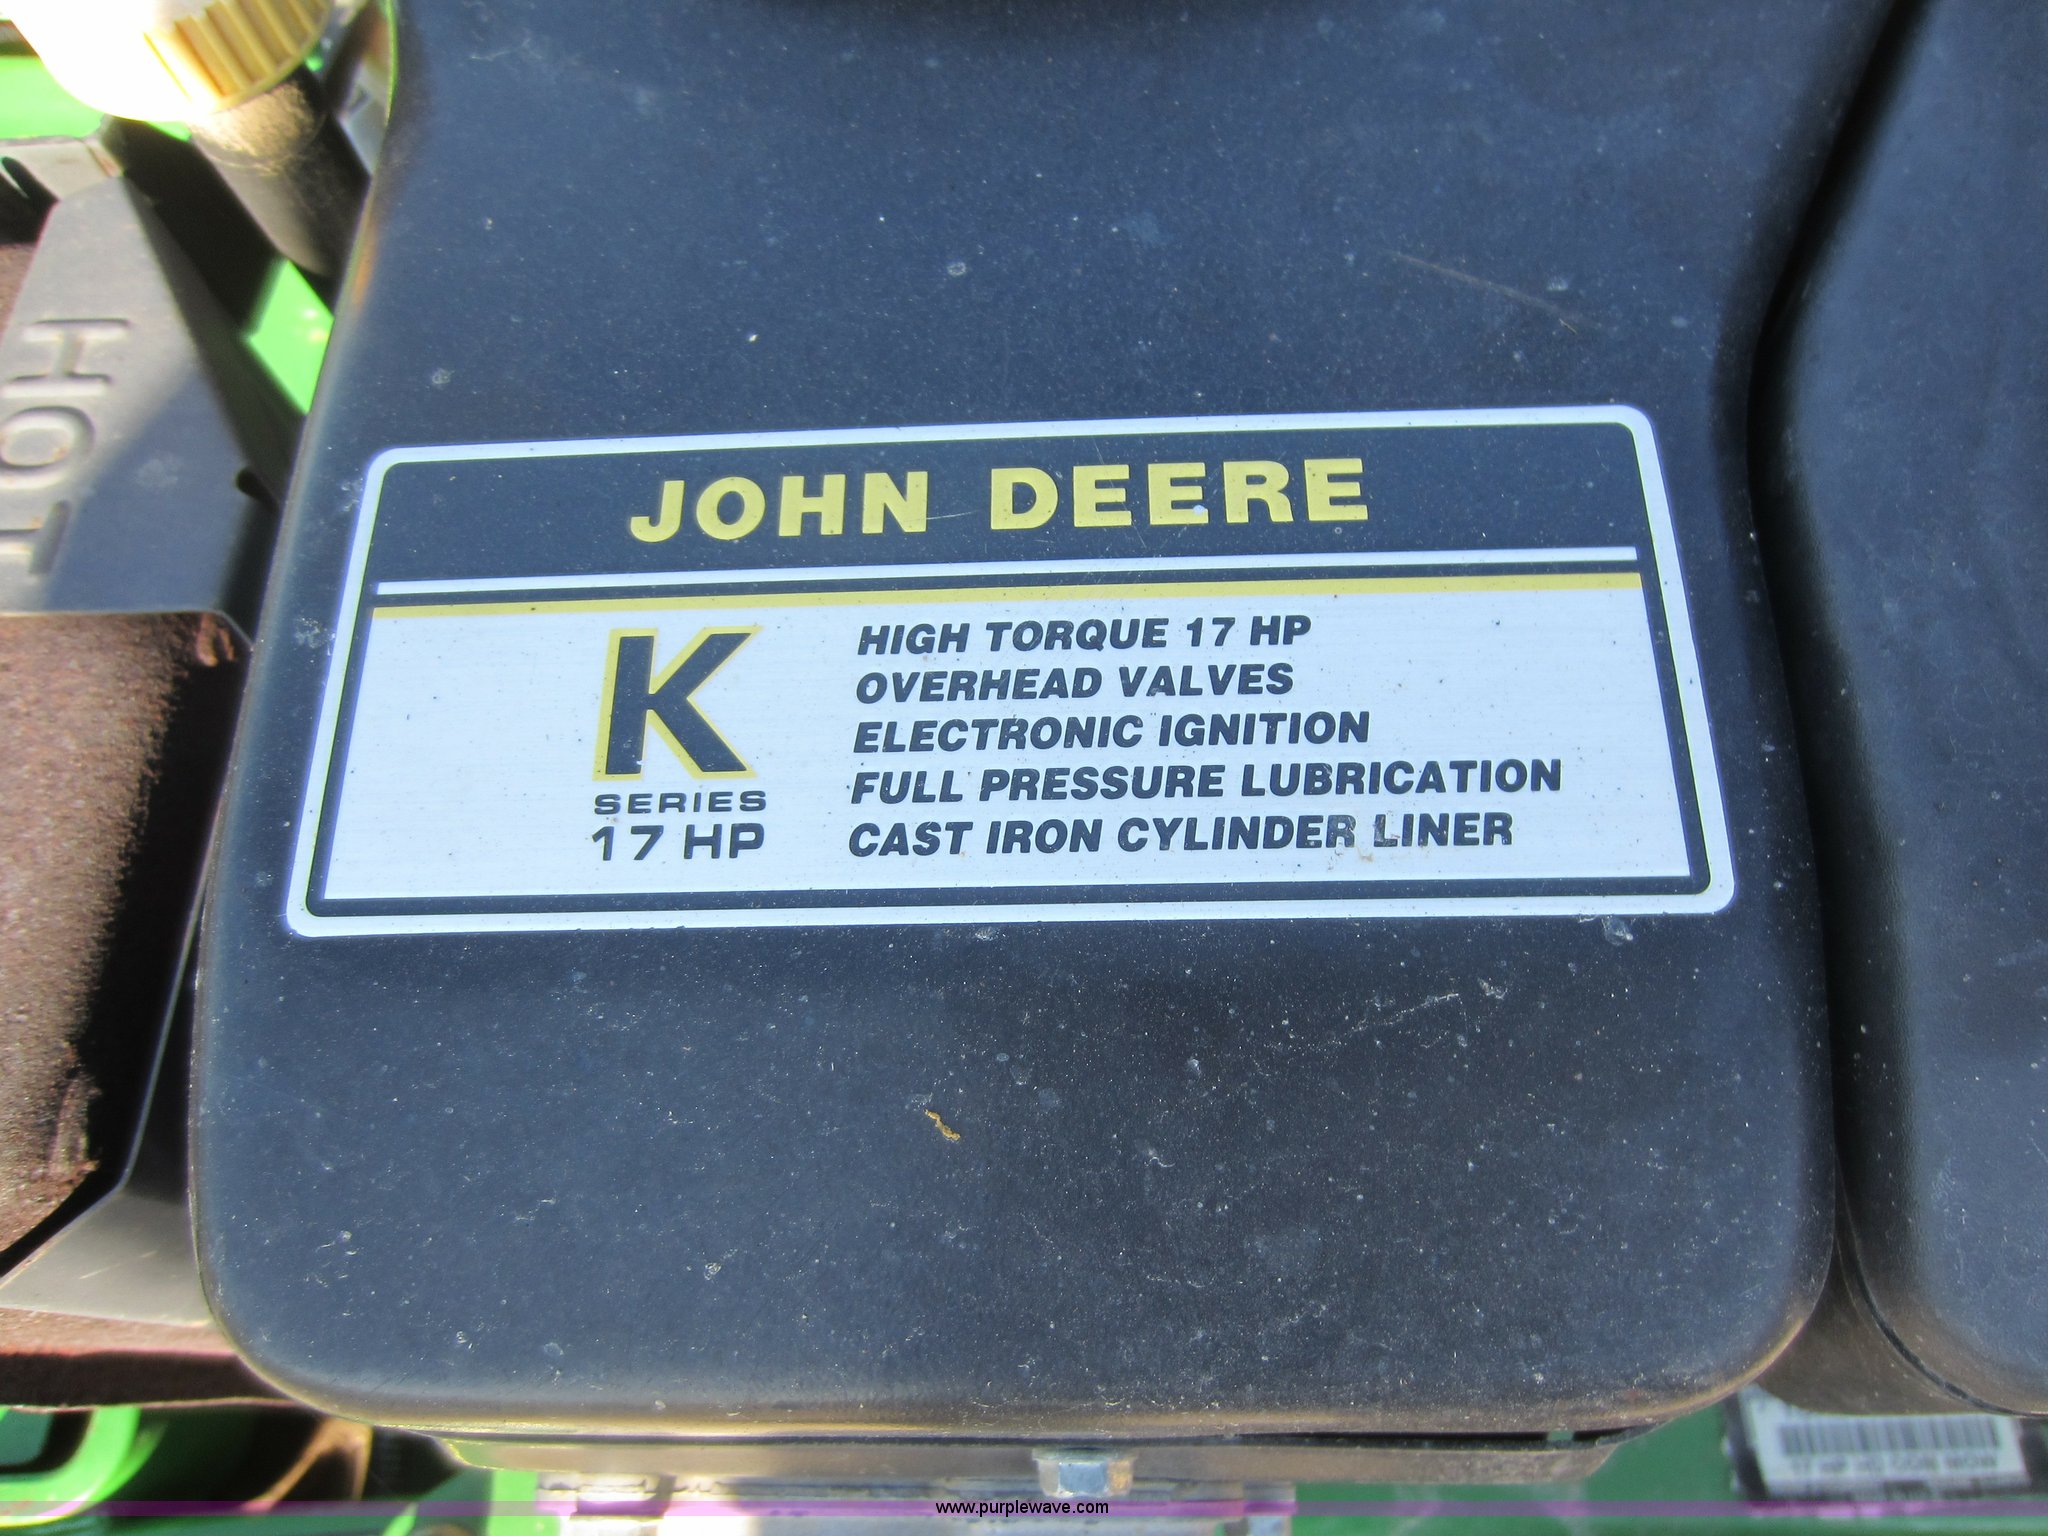 HOT
JOHN DEERE
K
SERIES
17 HP
HIGH TORQUE 17 HP
OVERHEAD VALVES
ELECTRONIC IGNITION
FULL PRESSURE LUBRICATION
CAST IRON CYLINDER LINER
www.purplewave.com